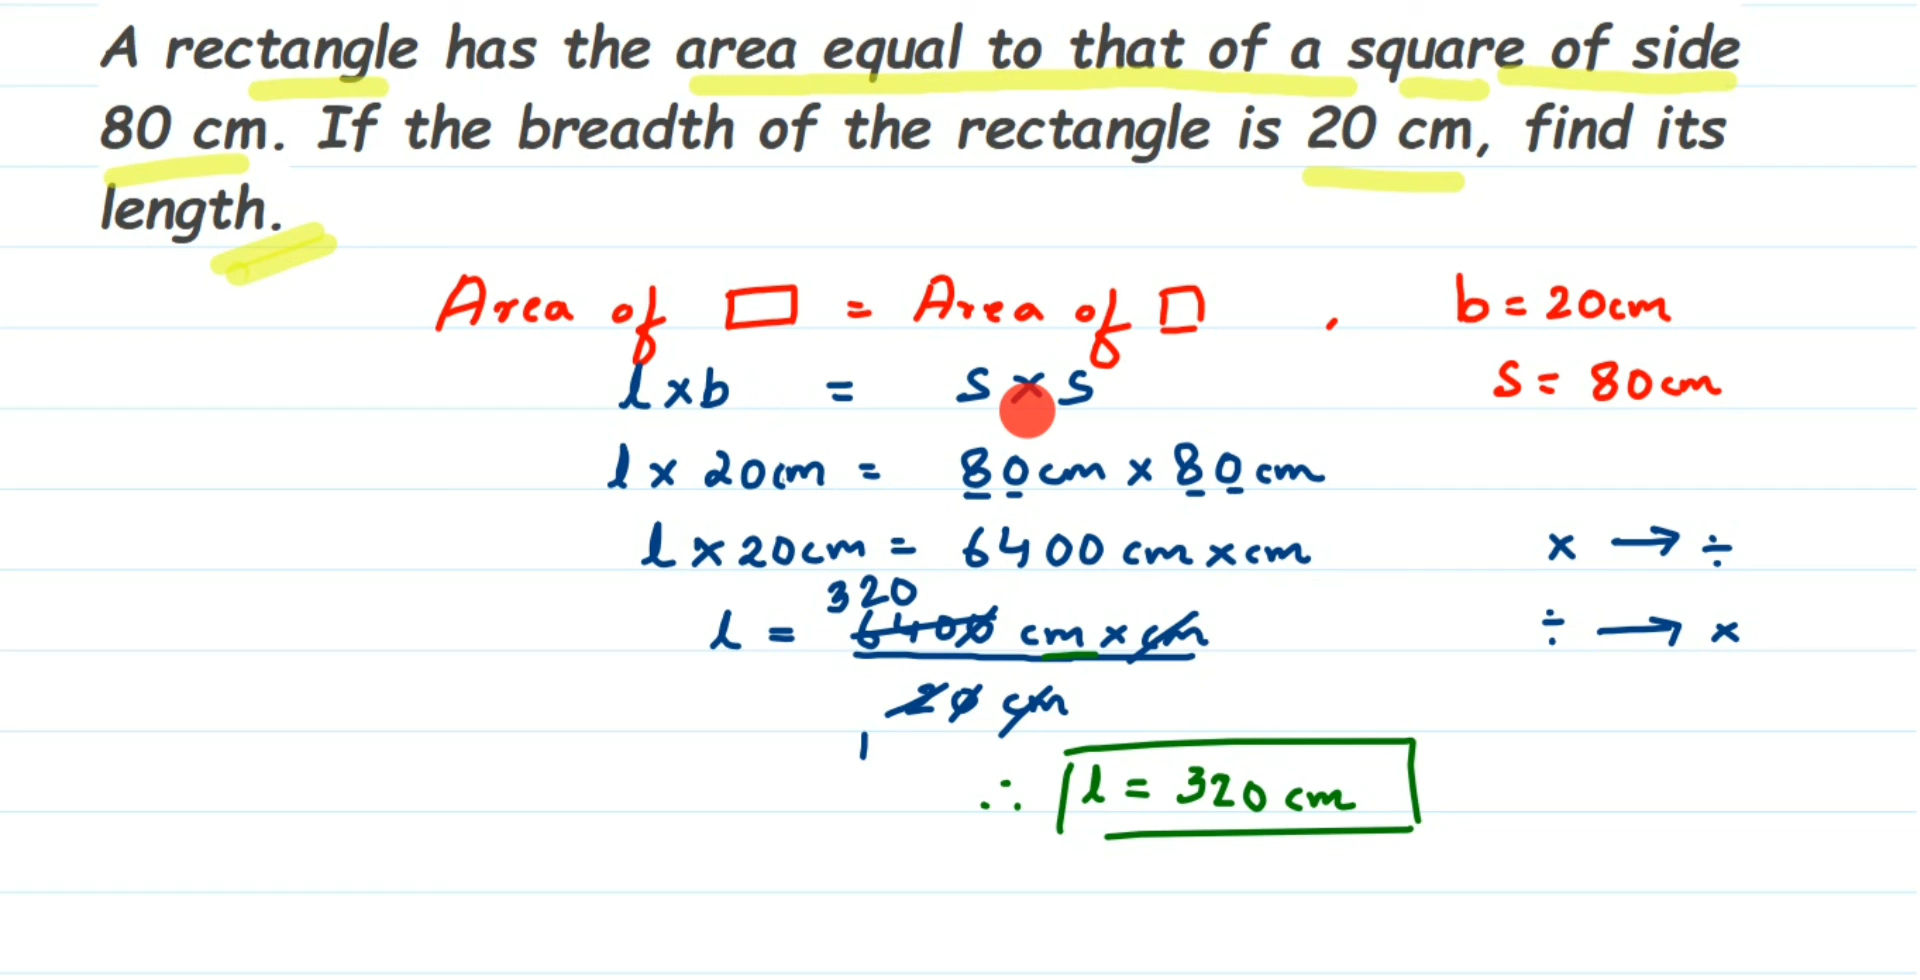 A rectangle has the area equal to that of a square of side
80 cm. If the breadth of the rectangle is 20 cm, find its
length.
Area of ▭ = Area of □ , b = 20cm
l × b = s × s s = 80cm
l × 20cm = 80cm × 80cm
l × 20cm = 6400 cm × cm × → ÷
320
l = 6400 cm × cm ÷ → ×
20 cm
1
∴ l = 320 cm